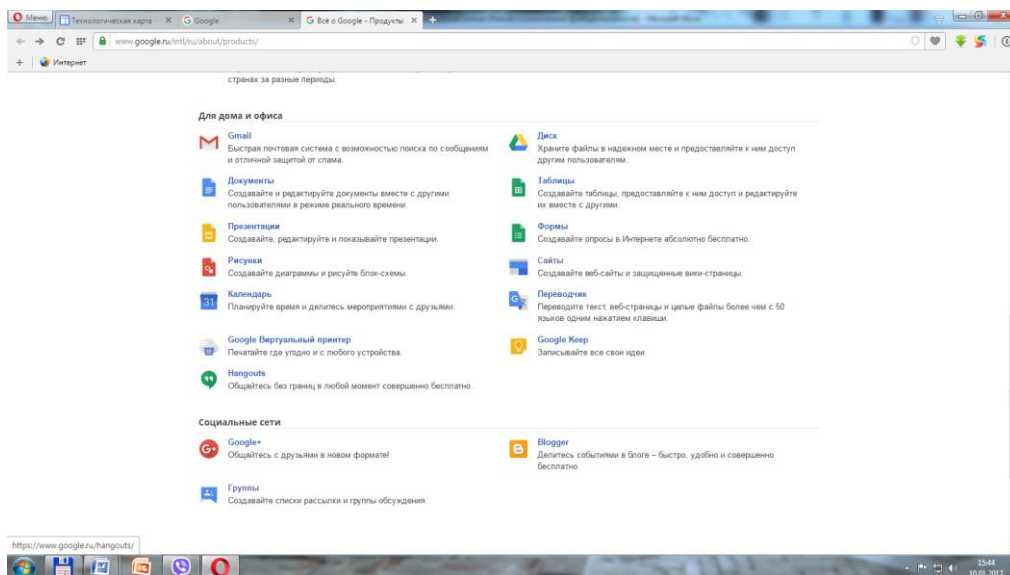 Меню
Технологическая карта -
Google
Всё о Google - Продукты
www.google.ru/intl/ru/about/products/
Интернет
странах за разные периоды.
Для дома и офиса
Gmail
Быстрая почтовая система с возможностью поиска по сообщениям
и отличной защитой от спама.
Диск
Храните файлы в надежном месте и предоставляйте к ним доступ
другим пользователям.
Документы
Создавайте и редактируйте документы вместе с другими
пользователями в режиме реального времени.
Таблицы
Создавайте таблицы, предоставляйте к ним доступ и редактируйте
их вместе с другими.
Презентации
Создавайте, редактируйте и показывайте презентации.
Формы
Создавайте опросы в Интернете абсолютно бесплатно.
Рисунки
Создавайте диаграммы и рисуйте блок-схемы.
Сайты
Создавайте веб-сайты и защищенные вики-страницы.
31
Календарь
Планируйте время и делитесь мероприятиями с друзьями.
Переводчик
Переводите текст, веб-страницы и целые файлы более чем с 50
языков одним нажатием клавиши.
Google Виртуальный принтер
Печатайте где угодно и с любого устройства.
Google Keep
Записывайте все свои идеи.
Hangouts
Общайтесь без границ в любой момент совершенно бесплатно.
Социальные сети
G+
Google+
Общайтесь с друзьями в новом формате!
Blogger
Делитесь событиями в блоге – быстро, удобно и совершенно
бесплатно.
Группы
Создавайте списки рассылки и группы обсуждения.
https://www.google.ru/hangouts/
15:44
10.01.2017